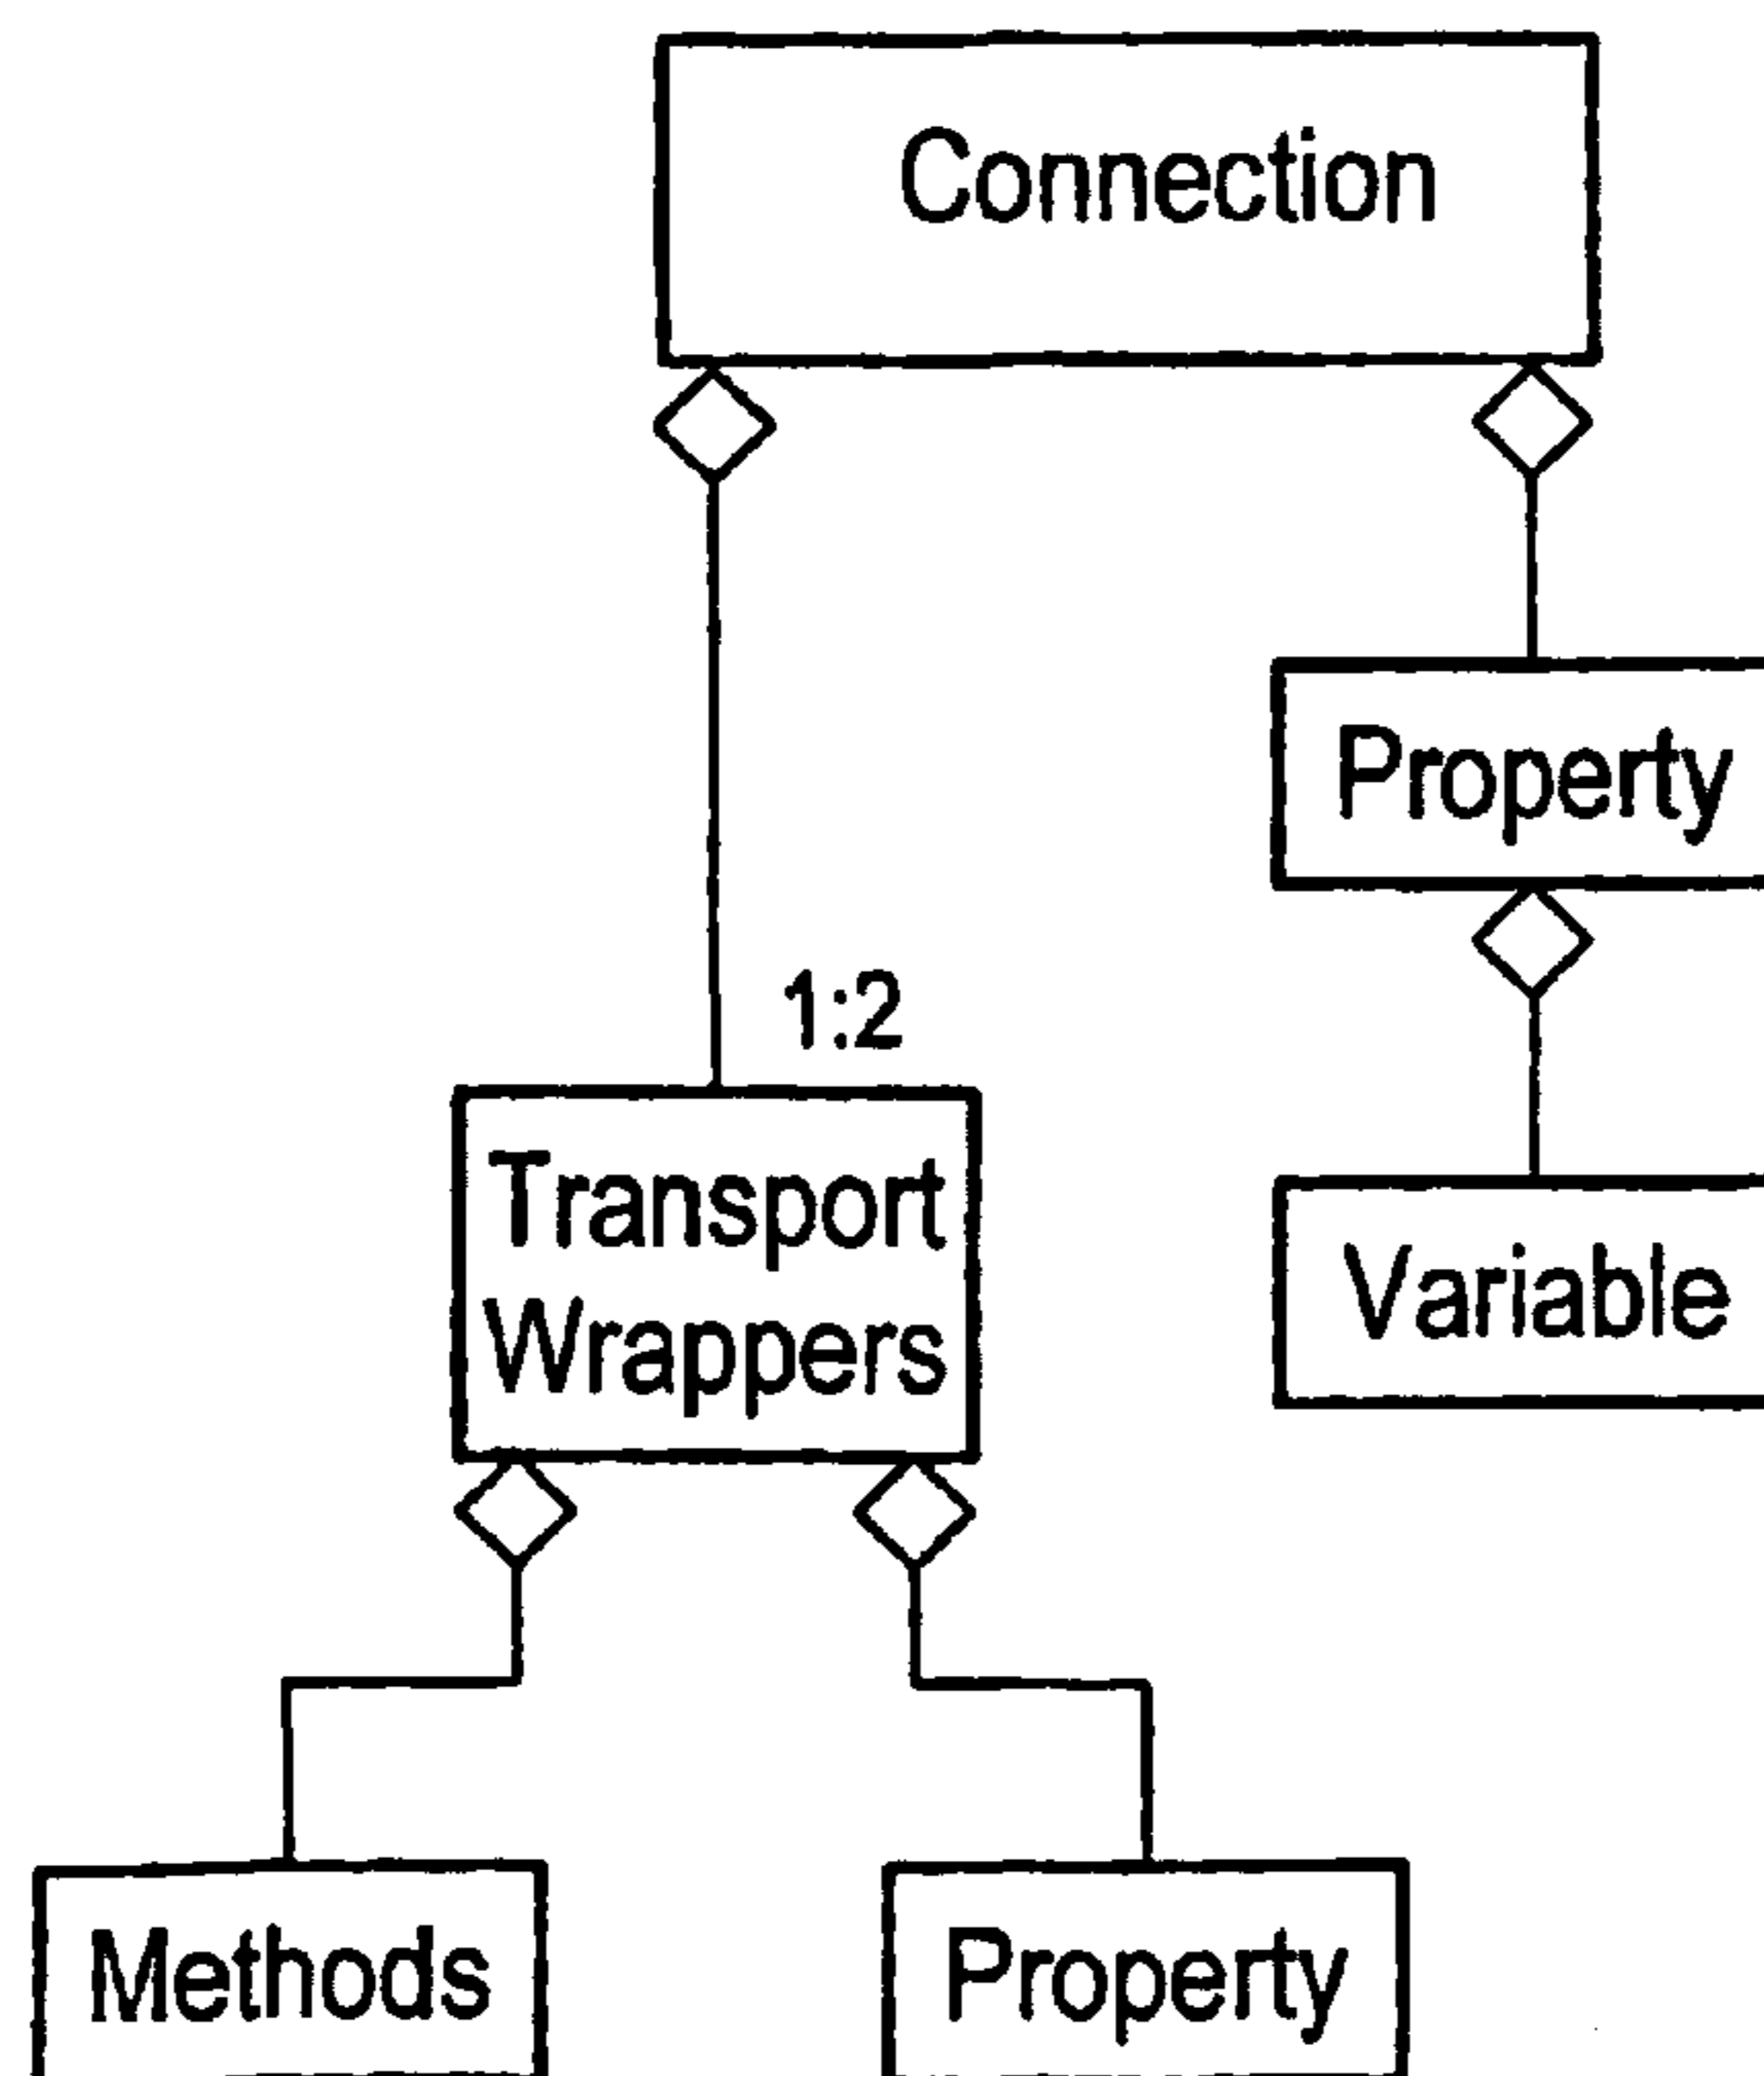 Connection
Property
1:2
Transport
Wrappers
Variable
Methods
Property